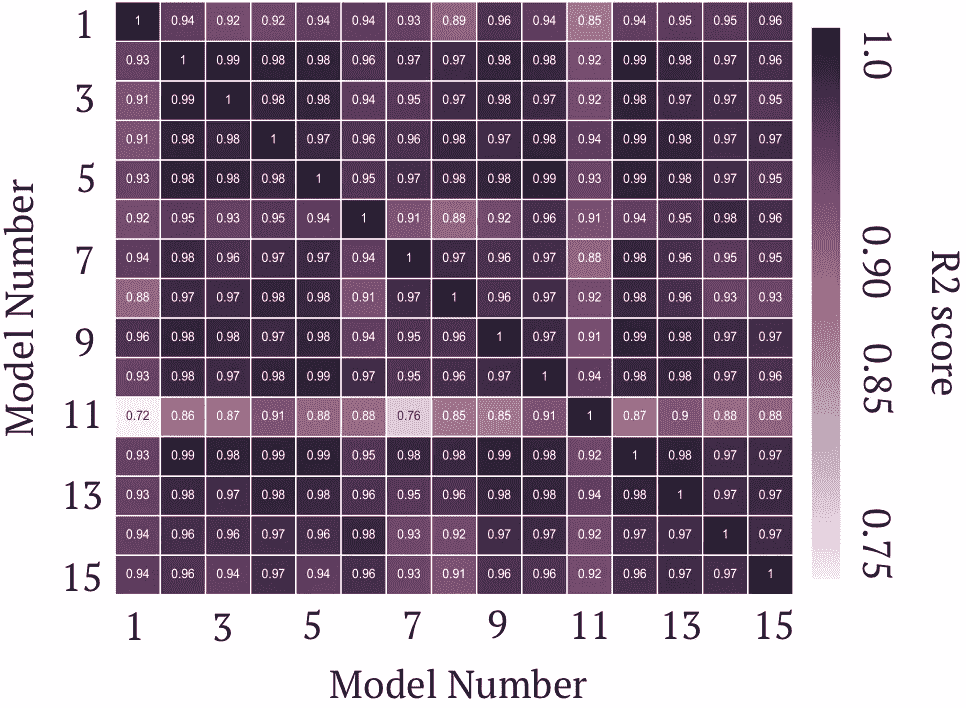 1 1 0.94 0.92 0.92 0.94 0.94 0.93 0.89 0.96 0.94 0.85 0.94 0.95 0.95 0.96
0.93 1 0.99 0.98 0.98 0.96 0.97 0.97 0.98 0.98 0.92 0.99 0.98 0.97 0.96
3 0.91 0.99 1 0.98 0.98 0.94 0.95 0.97 0.98 0.97 0.92 0.98 0.97 0.97 0.95
0.91 0.98 0.98 1 0.97 0.96 0.96 0.98 0.97 0.98 0.94 0.99 0.98 0.97 0.97
5 0.93 0.98 0.98 0.98 1 0.95 0.97 0.98 0.98 0.99 0.93 0.99 0.98 0.97 0.95
0.92 0.95 0.93 0.95 0.94 1 0.91 0.88 0.92 0.96 0.91 0.94 0.95 0.98 0.96
7 0.94 0.98 0.96 0.97 0.97 0.94 1 0.97 0.96 0.97 0.88 0.98 0.96 0.95 0.95
0.88 0.97 0.97 0.98 0.98 0.91 0.97 1 0.96 0.97 0.92 0.98 0.96 0.93 0.93
9 0.96 0.98 0.98 0.97 0.98 0.94 0.95 0.96 1 0.97 0.91 0.99 0.98 0.97 0.97
0.93 0.98 0.97 0.98 0.99 0.97 0.95 0.96 0.97 1 0.94 0.98 0.98 0.97 0.96
11 0.72 0.86 0.87 0.91 0.88 0.88 0.76 0.85 0.85 0.91 1 0.87 0.9 0.88 0.88
0.93 0.99 0.98 0.99 0.99 0.95 0.98 0.98 0.99 0.98 0.92 1 0.98 0.97 0.97
13 0.93 0.98 0.97 0.98 0.98 0.96 0.95 0.96 0.98 0.98 0.94 0.98 1 0.97 0.97
0.94 0.96 0.96 0.97 0.96 0.98 0.93 0.92 0.97 0.97 0.92 0.97 0.97 1 0.97
15 0.94 0.96 0.94 0.97 0.94 0.96 0.93 0.91 0.96 0.96 0.92 0.96 0.97 0.97 1
1 3 5 7 9 11 13 15
Model Number
Model Number
1.0
0.90
0.85
0.75
R2 score